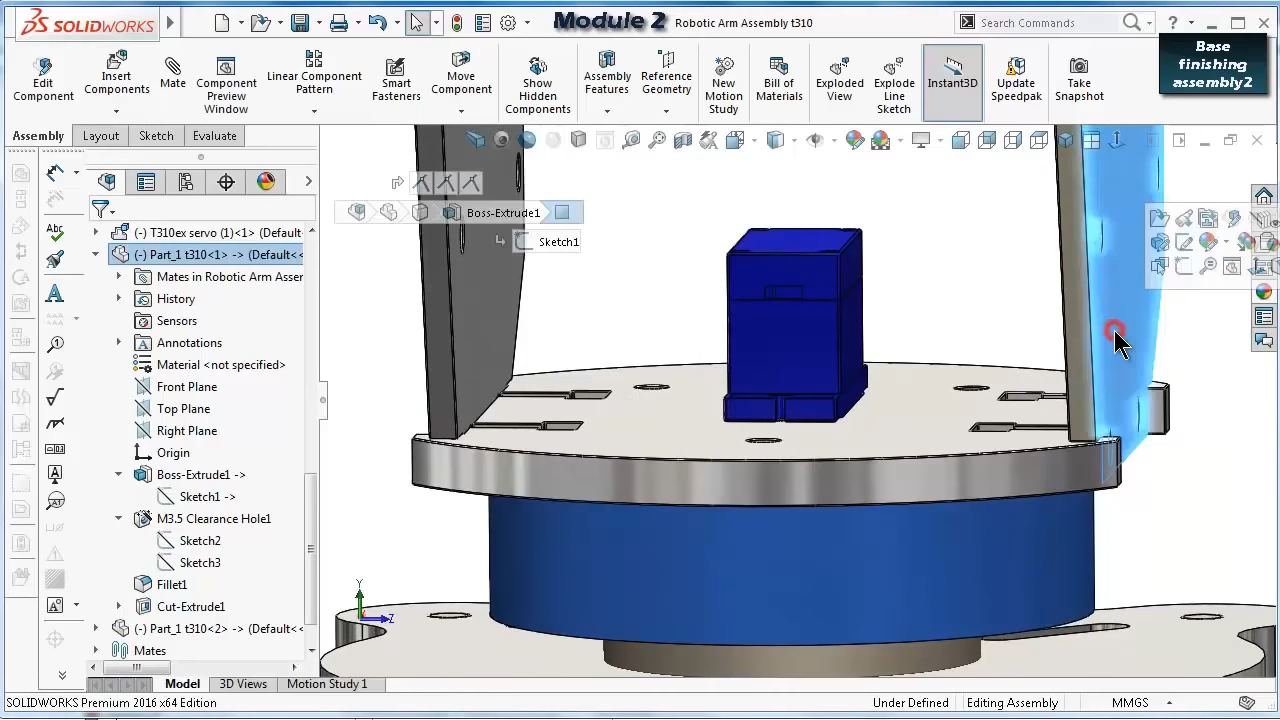 SOLIDWORKS
Module 2
Robotic Arm Assembly t310
Search Commands
?
Base
finishing
assembly2
Edit
Component
Insert
Components
Mate
Component
Preview
Window
Linear Component
Pattern
Smart
Fasteners
Move
Component
Show
Hidden
Components
Assembly
Features
Reference
Geometry
New
Motion
Study
Bill of
Materials
Exploded
View
Explode
Line
Sketch
Instant3D
Update
Speedpak
Take
Snapshot
Assembly
Layout
Sketch
Evaluate
Boss-Extrude1
Sketch1
(-) T310ex servo (1)<1> (Default
(-) Part_1 t310<1> -> (Default<<
Mates in Robotic Arm Asser
History
Sensors
Annotations
Material <not specified>
Front Plane
Top Plane
Right Plane
Origin
Boss-Extrude1 ->
Sketch1 ->
M3.5 Clearance Hole1
Sketch2
Sketch3
Fillet1
Cut-Extrude1
(-) Part_1 t310<2> -> (Default<<
Mates
Abc
A
Y
Z
Model
3D Views
Motion Study 1
SOLIDWORKS Premium 2016 x64 Edition
Under Defined
Editing Assembly
MMGS